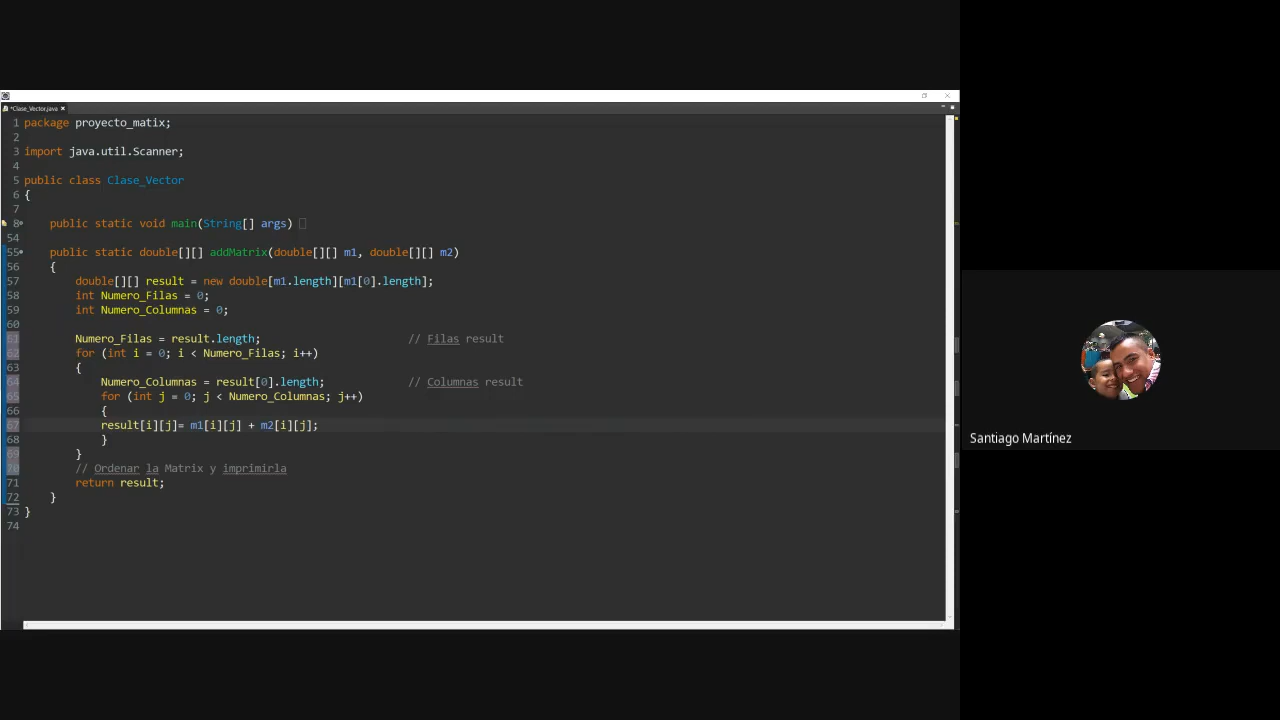 *Clase_Vector.java
1 package proyecto_matix;
2
3 import java.util.Scanner;
4
5 public class Clase_Vector
6 {
7
8 public static void main(String[] args)
54
55 public static double[][] addMatrix(double[][] m1, double[][] m2)
56 {
57 double[][] result = new double[m1.length][m1[0].length];
58 int Numero_Filas = 0;
59 int Numero_Columnas = 0;
60
61 Numero_Filas = result.length; // Filas result
62 for (int i = 0; i < Numero_Filas; i++)
63 {
64 Numero_Columnas = result[0].length; // Columnas result
65 for (int j = 0; j < Numero_Columnas; j++)
66 {
67 result[i][j]= m1[i][j] + m2[i][j];
68 }
69 }
70 // Ordenar la Matrix y imprimirla
71 return result;
72 }
73 }
74
Santiago Martínez